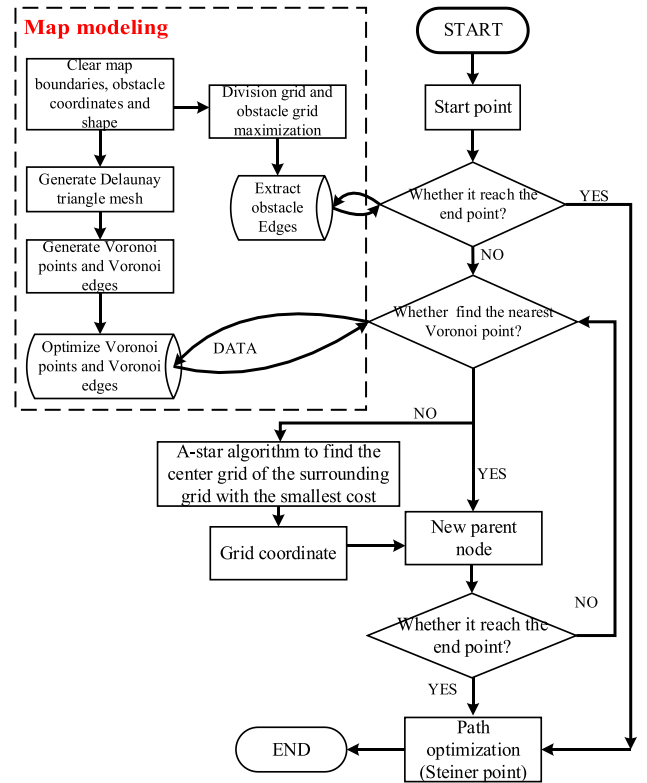 Map modeling
Clear map
boundaries, obstacle
coordinates and
shape
Division grid and
obstacle grid
maximization
Generate Delaunay
triangle mesh
Extract
obstacle
Edges
Generate Voronoi
points and Voronoi
edges
Optimize Voronoi
points and Voronoi
edges
DATA
START
Start point
Whether it reach the
end point?
YES
NO
Whether find the nearest
Voronoi point?
NO
YES
A-star algorithm to find the
center grid of the surrounding
grid with the smallest cost
Grid coordinate
New parent
node
Whether it reach the
end point?
NO
YES
Path
optimization
(Steiner point)
END